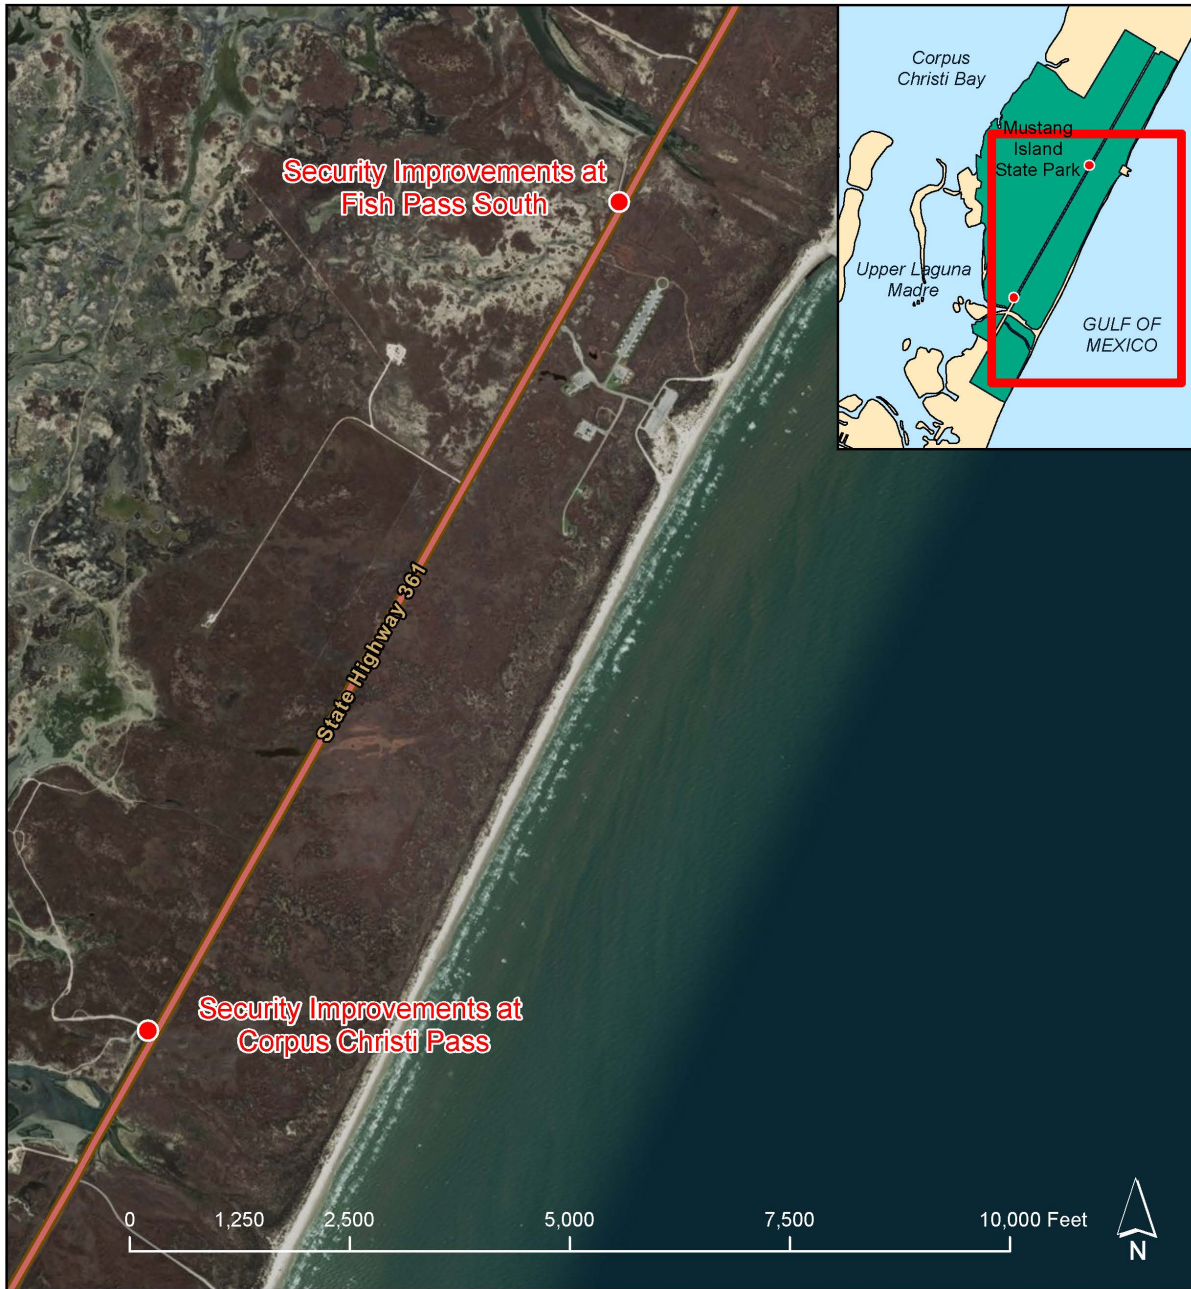 Corpus
Christi Bay
Mustang
Island
State Park
Upper Laguna
Madre
GULF OF
MEXICO
Security Improvements at
Fish Pass South
State Highway 361
Security Improvements at
Corpus Christi Pass
0 1,250 2,500 5,000 7,500 10,000 Feet
N